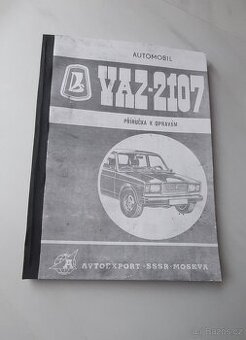 AUTOMOBIL
VAZ-2107
PŘÍRUČKA K OPRAVÁM
AVTOEXPORT·SSSR·MOSKVA